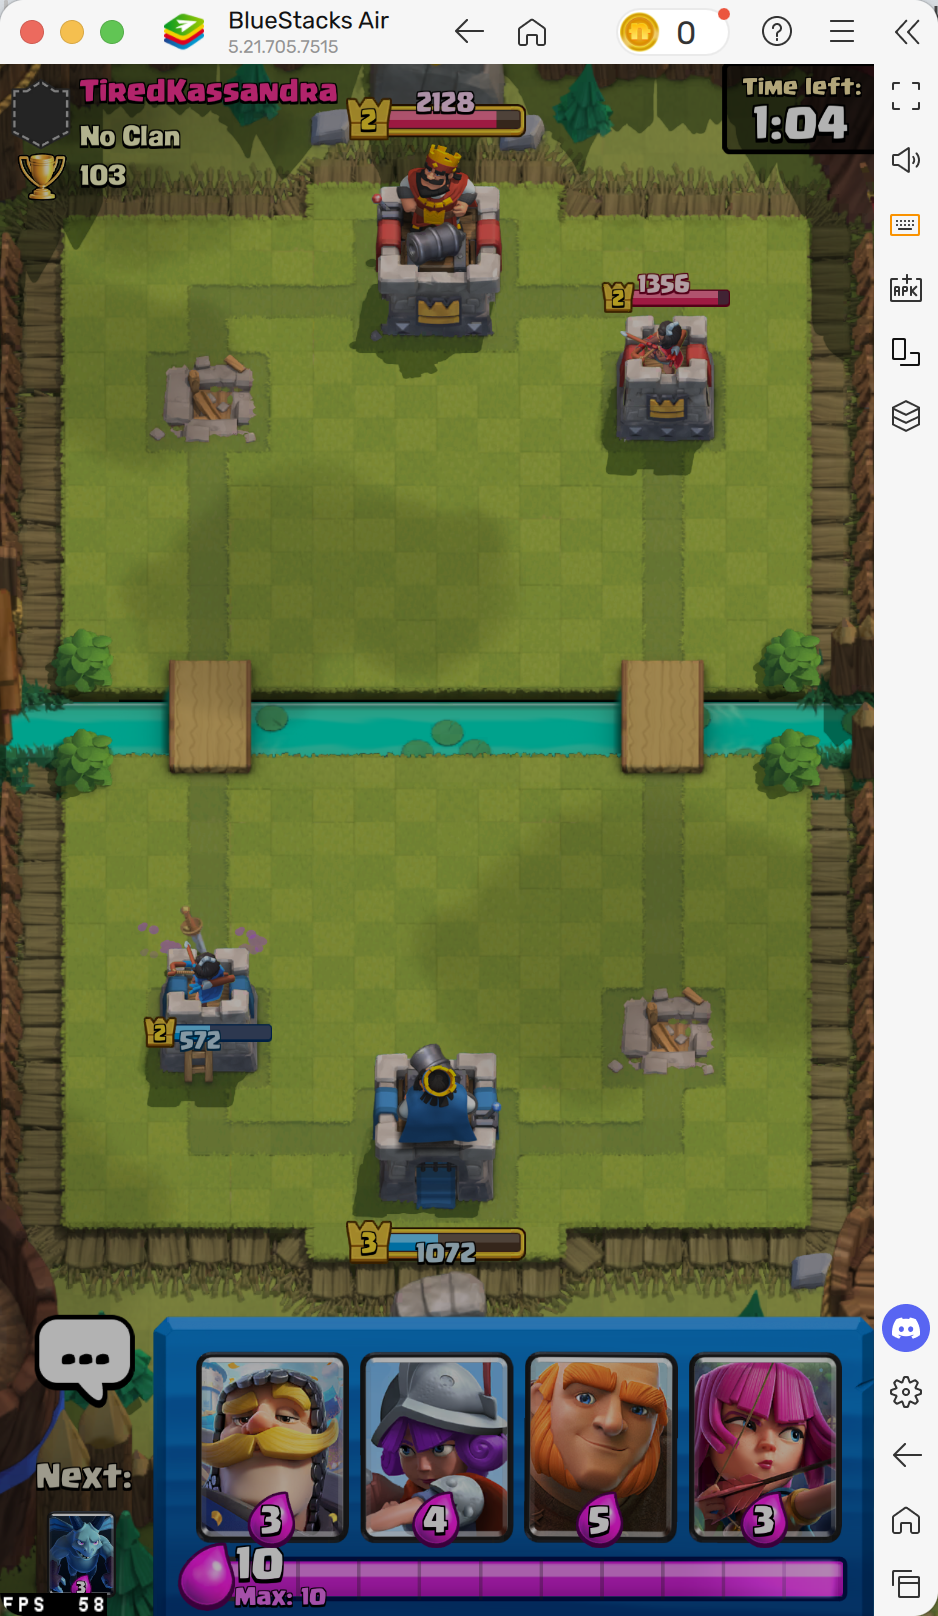 BlueStacks Air
5.21.705.7515
0
TiredKassandra
No Clan
103
2
2128
Time left:
1:04
APK
2
1356
2
572
3
1072
Next:
3
3
4
5
3
10
Max: 10
FPS 58